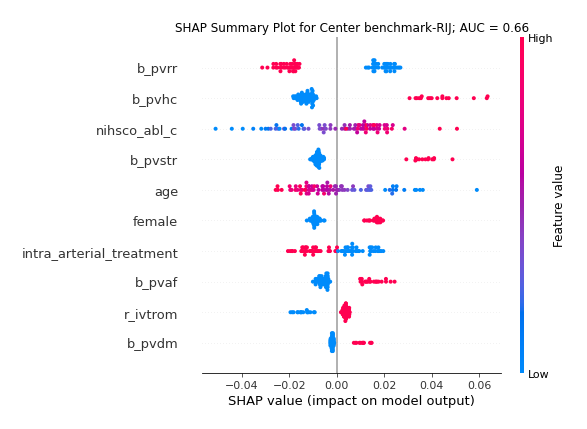 SHAP Summary Plot for Center benchmark-RIJ; AUC = 0.66
High
b_pvrr
b_pvhc
nihsco_abl_c
b_pvstr
age
female
intra_arterial_treatment
b_pvaf
r_ivtrom
b_pvdm
Feature value
Low
−0.04 −0.02 0.00 0.02 0.04 0.06
SHAP value (impact on model output)